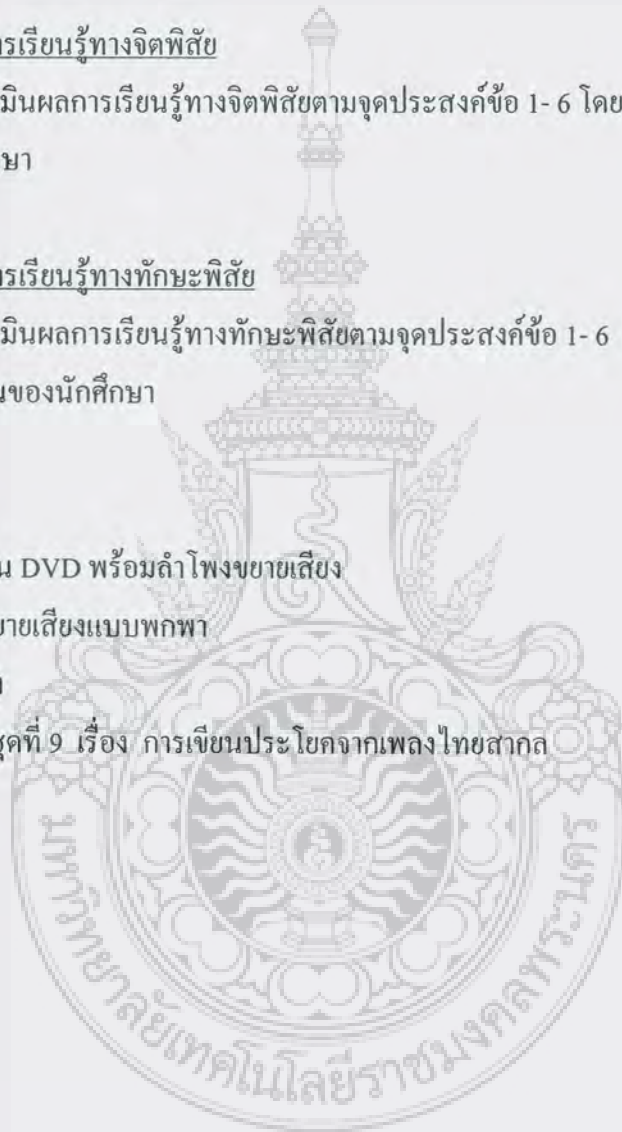 ารเรียนรู้ทางจิตพิสัย
มินผลการเรียนรู้ทางจิตพิสัยตามจุดประสงค์ข้อ 1- 6 โดย
ษา
ารเรียนรู้ทางทักษะพิสัย
มินผลการเรียนรู้ทางทักษะพิสัยตามจุดประสงค์ข้อ 1- 6
นของนักศึกษา
น DVD พร้อมลำโพงขยายเสียง
ยายเสียงแบบพกพา
ชุดที่ 9 เรื่อง การเขียนประโยคจากเพลงไทยสากล
มหาวิทยาลัยเทคโนโลยีราชมงคลพระนคร